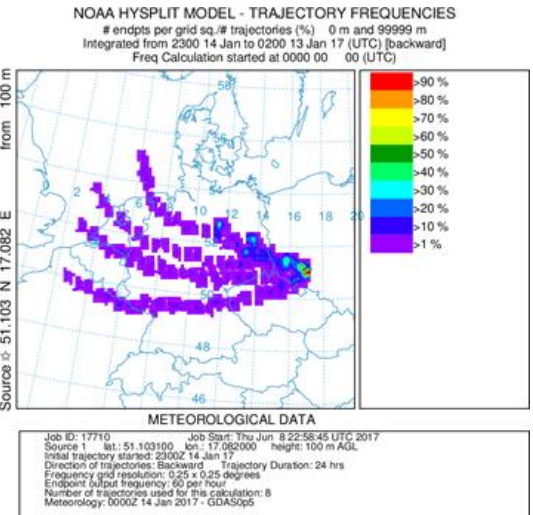 NOAA HYSPLIT MODEL - TRAJECTORY FREQUENCIES
# endpts per grid sq./# trajectories (%)    0 m and 99999 m
Integrated from 2300 14 Jan to 0200 13 Jan 17 (UTC) [backward]
Freq Calculation started at 0000 00    00 (UTC)
Source ☆ 51.103 N 17.082 E    from    100 m
58
2
6
10
12
14
16
18
20
48
46
>90 %
>80 %
>70 %
>60 %
>50 %
>40 %
>30 %
>20 %
>10 %
>1 %
METEOROLOGICAL DATA
Job ID: 17710    Job Start: Thu Jun 8 22:58:45 UTC 2017
Source 1    lat.: 51.103100    lon.: 17.082000    height: 100 m AGL
Initial trajectory started: 2300Z 14 Jan 17
Direction of trajectories: Backward    Trajectory Duration: 24 hrs
Frequency grid resolution: 0.25 x 0.25 degrees
Endpoint output frequency: 60 per hour
Number of trajectories used for this calculation: 8
Meteorology: 0000Z 14 Jan 2017 - GDAS0p5